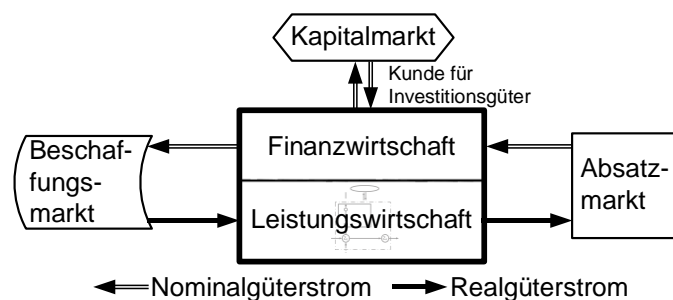 Kapitalmarkt
Kunde für
Investitionsgüter
Beschaf-
fungs-
markt
Finanzwirtschaft
Leistungswirtschaft
Absatz-
markt
Nominalgüterstrom
Realgüterstrom